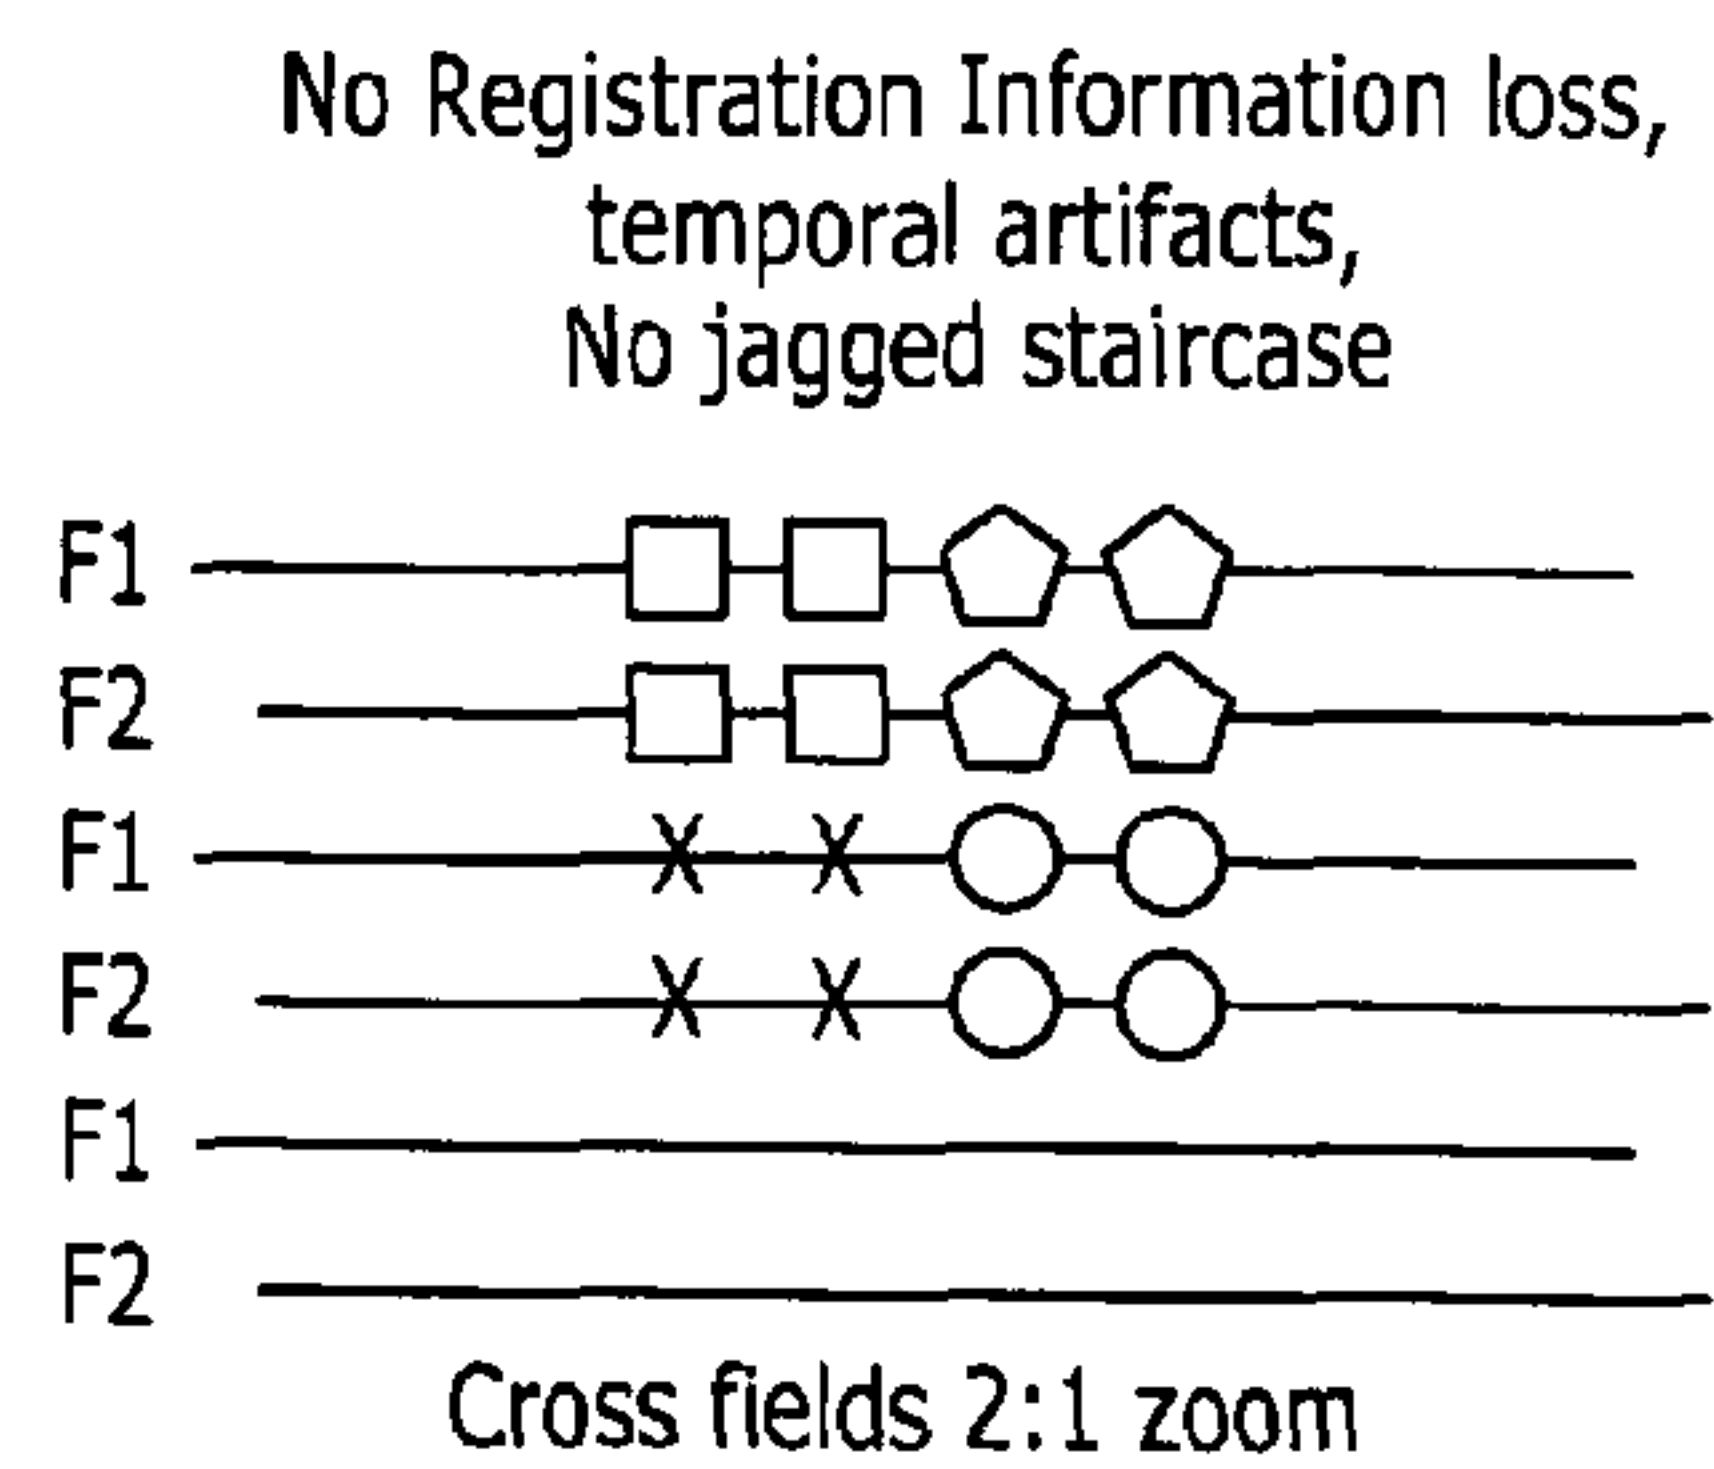 No Registration Information loss,
temporal artifacts,
No jagged staircase
F1
F2
F1
F2
F1
F2
Cross fields 2:1 zoom